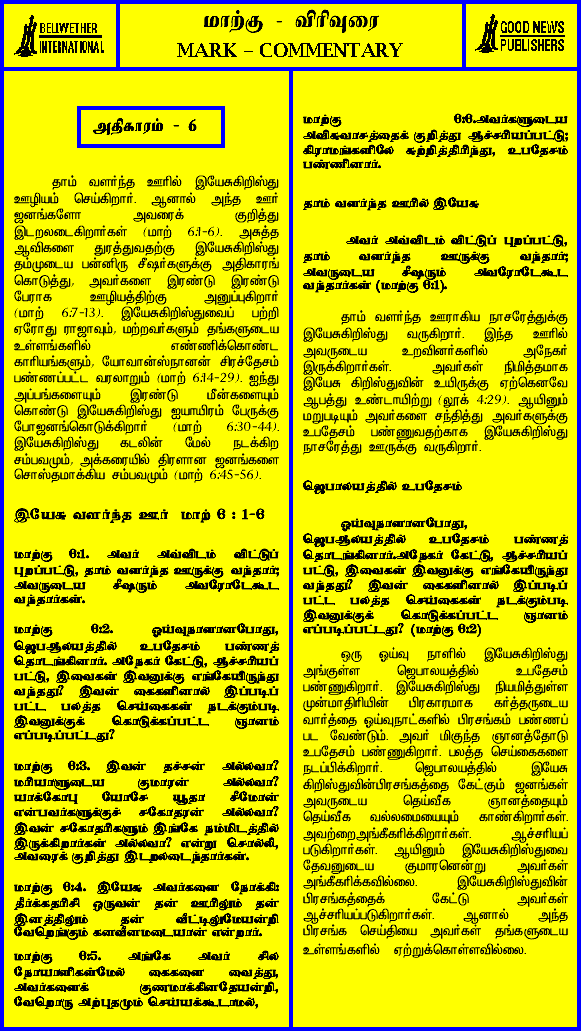 BELWETHER
INTERNATIONAL
மாற்கு - விரிவுரை
MARK – COMMENTARY
GOOD NEWS
PUBLISHERS
அதிகாரம் - 6
தாம் வளர்ந்த ஊரில் இயேசுகிறிஸ்து
ஊழியம் செய்கிறார். ஆனால் அந்த ஊர்
ஜனங்களோ அவரைக் குறித்து
இடறலடைகிறார்கள் (மாற் 6:1-6). அசுத்த
ஆவிகளை துரத்துவதற்கு இயேசுகிறிஸ்து
தம்முடைய பன்னிரு சீஷர்களுக்கு அதிகாரங்
கொடுத்து, அவர்களை இரண்டு இரண்டு
பேராக ஊழியத்திற்கு அனுப்புகிறார்
(மாற் 6:7-13). இயேசுகிறிஸ்துவைப் பற்றி
ஏரோது ராஜாவும், மற்றவர்களும் தங்களுடைய
உள்ளங்களில் எண்ணிக்கொண்ட
காரியங்களும், யோவான்ஸ்நானன் சிரச்சேதம்
பண்ணப்பட்ட வரலாறும் (மாற் 6:14-29). ஐந்து
அப்பங்களையும் இரண்டு மீன்களையும்
கொண்டு இயேசுகிறிஸ்து ஐயாயிரம் பேருக்கு
போஜனங்கொடுக்கிறார் (மாற் 6:30-44).
இயேசுகிறிஸ்து கடலின் மேல் நடக்கிற
சம்பவமும், அக்கரையில் திரளான ஜனங்களை
சொஸ்தமாக்கிய சம்பவமும் (மாற் 6:45-56).
இயேசு வளர்ந்த ஊர் மாற் 6 : 1-6
மாற்கு 6:1. அவர் அவ்விடம் விட்டுப்
புறப்பட்டு, தாம் வளர்ந்த ஊருக்கு வந்தார்;
அவருடைய சீஷரும் அவரோடேகூட
வந்தார்கள்.
மாற்கு 6:2. ஓய்வுநாளானபோது,
ஜெபஆலயத்தில் உபதேசம் பண்ணத்
தொடங்கினார். அநேகர் கேட்டு, ஆச்சரியப்
பட்டு, இவைகள் இவனுக்கு எங்கேயிருந்து
வந்தது? இவன் கைகளினால் இப்படிப்
பட்ட பலத்த செய்கைகள் நடக்கும்படி
இவனுக்குக் கொடுக்கப்பட்ட ஞானம்
எப்படிப்பட்டது?
மாற்கு 6:3. இவன் தச்சன் அல்லவா?
மரியாளுடைய குமாரன் அல்லவா?
யாக்கோபு யோசே யூதா சீமோன்
என்பவர்களுக்குச் சகோதரன் அல்லவா?
இவன் சகோதரிகளும் இங்கே நம்மிடத்தில்
இருக்கிறார்கள் அல்லவா? என்று சொல்லி,
அவரைக் குறித்து இடறலடைந்தார்கள்.
மாற்கு 6:4. இயேசு அவர்களை நோக்கி:
தீர்க்கதரிசி ஒருவன் தன் ஊரிலும் தன்
இனத்திலும் தன் வீட்டிலுமேயன்றி
வேறெங்கும் கனவீனமடையான் என்றார்.
மாற்கு 6:5. அங்கே அவர் சில
நோயாளிகள்மேல் கைகளை வைத்து,
அவர்களைக் குணமாக்கினதேயன்றி,
வேறொரு அற்புதமும் செய்யக்கூடாமல்,
மாற்கு 6:6.அவர்களுடைய
அவிசுவாசத்தைக் குறித்து ஆச்சரியப்பட்டு;
கிராமங்களிலே சுற்றித்திரிந்து, உபதேசம்
பண்ணினார்.
தாம் வளர்ந்த ஊரில் இயேசு
அவர் அவ்விடம் விட்டுப் புறப்பட்டு,
தாம் வளர்ந்த ஊருக்கு வந்தார்;
அவருடைய சீஷரும் அவரோடேகூட
வந்தார்கள் (மாற்கு 6:1).
தாம் வளர்ந்த ஊராகிய நாசரேத்துக்கு
இயேசுகிறிஸ்து வருகிறார். இந்த ஊரில்
அவருடைய உறவினர்களில் அநேகர்
இருக்கிறார்கள். அவர்கள் நிமித்தமாக
இயேசு கிறிஸ்துவின் உயிருக்கு ஏற்கெனவே
ஆபத்து உண்டாயிற்று (லூக் 4:29). ஆயினும்
மறுபடியும் அவர்களை சந்தித்து அவர்களுக்கு
உபதேசம் பண்ணுவதற்காக இயேசுகிறிஸ்து
நாசரேத்து ஊருக்கு வருகிறார்.
ஜெபாலயத்தில் உபதேசம்
ஓய்வுநாளானபோது,
ஜெபஆலயத்தில் உபதேசம் பண்ணத்
தொடங்கினார்.அநேகர் கேட்டு, ஆச்சரியப்
பட்டு, இவைகள் இவனுக்கு எங்கேயிருந்து
வந்தது? இவன் கைகளினால் இப்படிப்
பட்ட பலத்த செய்கைகள் நடக்கும்படி
இவனுக்குக் கொடுக்கப்பட்ட ஞானம்
எப்படிப்பட்டது? (மாற்கு 6:2)
ஒரு ஓய்வு நாளில் இயேசுகிறிஸ்து
அங்குள்ள ஜெபாலயத்தில் உபதேசம்
பண்ணுகிறார். இயேசுகிறிஸ்து நியமித்துள்ள
முன்மாதிரியின் பிரகாரமாக கர்த்தருடைய
வார்த்தை ஓய்வுநாட்களில் பிரசங்கம் பண்ணப்
பட வேண்டும். அவர் மிகுந்த ஞானத்தோடு
உபதேசம் பண்ணுகிறார். பலத்த செய்கைகளை
நடப்பிக்கிறார். ஜெபாலயத்தில் இயேசு
கிறிஸ்துவின்பிரசங்கத்தை கேட்கும் ஜனங்கள்
அவருடைய தெய்வீக ஞானத்தையும்
தெய்வீக வல்லமையையும் காண்கிறார்கள்.
அவற்றைஅங்கீகரிக்கிறார்கள். ஆச்சரியப்
படுகிறார்கள். ஆயினும் இயேசுகிறிஸ்துவை
தேவனுடைய குமாரனென்று அவர்கள்
அங்கீகரிக்கவில்லை. இயேசுகிறிஸ்துவின்
பிரசங்கத்தைக் கேட்டு அவர்கள்
ஆச்சரியப்படுகிறார்கள். ஆனால் அந்த
பிரசங்க செய்தியை அவர்கள் தங்களுடைய
உள்ளங்களில் ஏற்றுக்கொள்ளவில்லை.